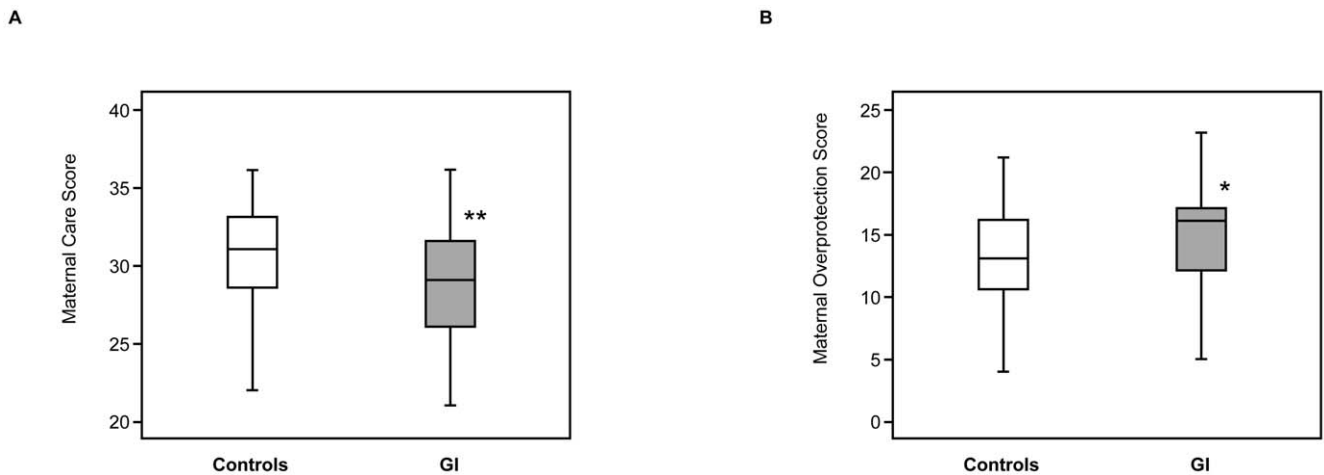 A
B
Maternal Care Score
40
35
30
25
20
**
Controls
GI
Maternal Overprotection Score
25
20
15
10
5
0
*
Controls
GI